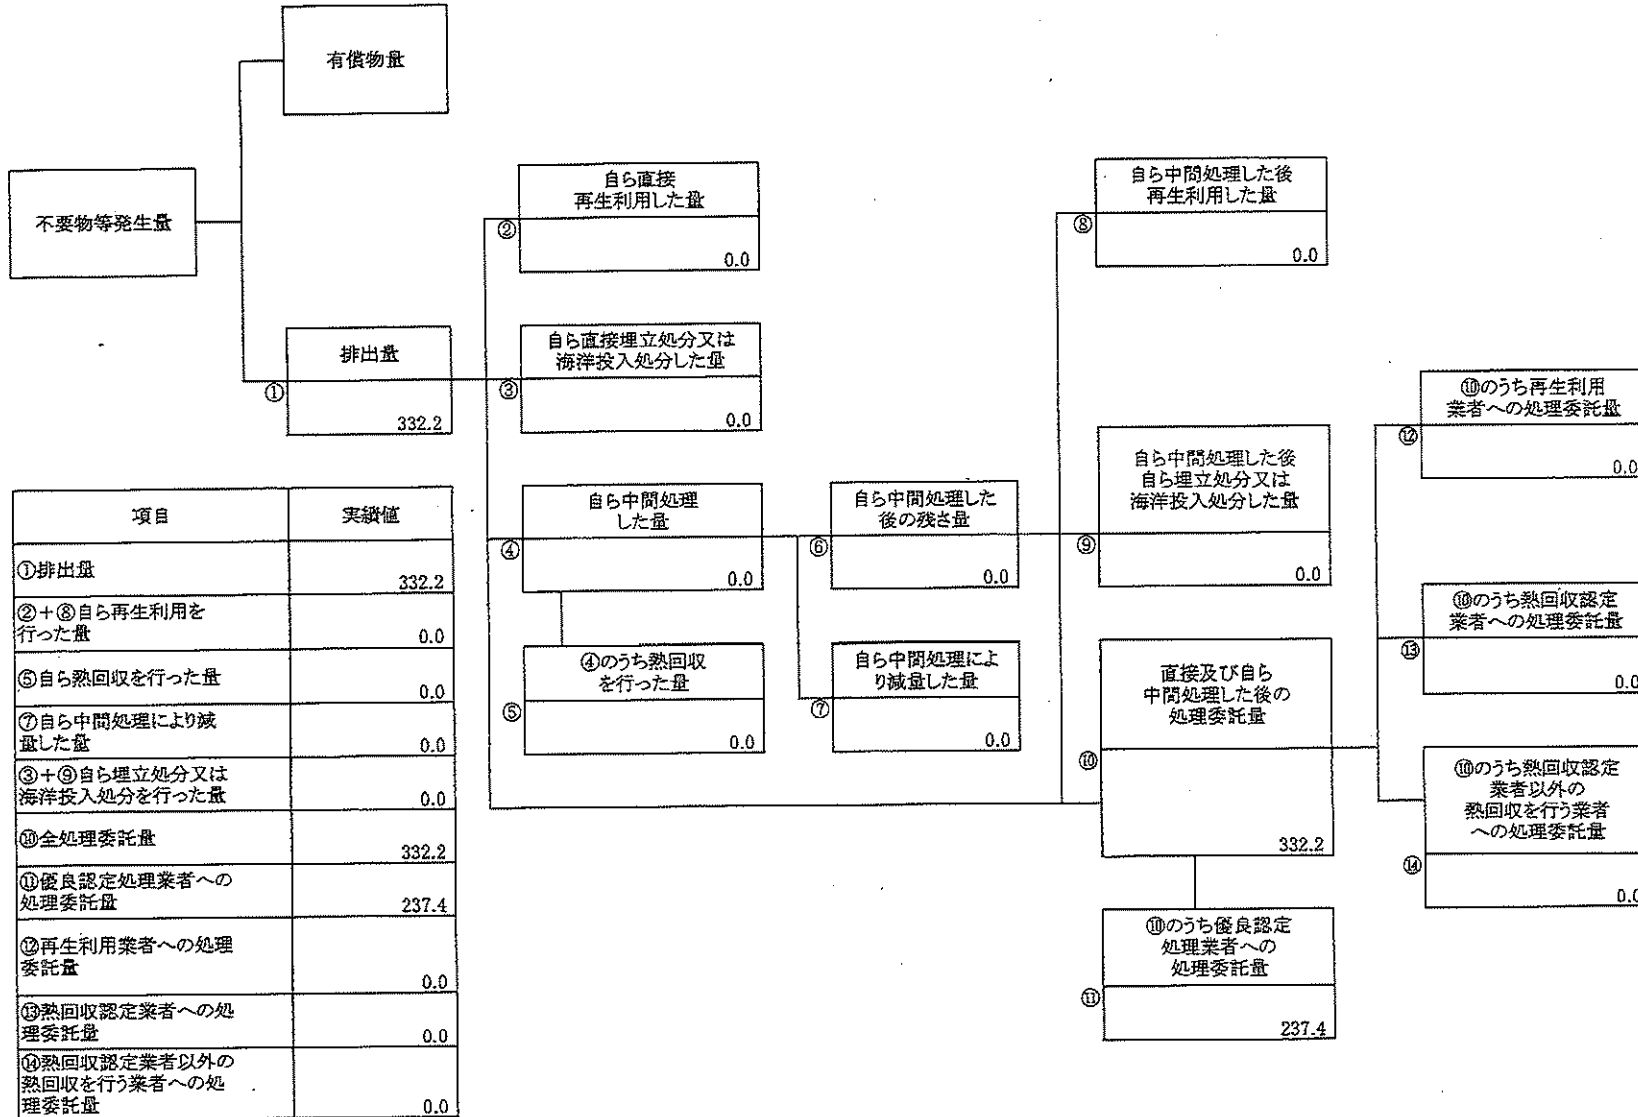 有償物量
不要物等発生量
排出量
①
332.2
自ら直接
再生利用した量
②
0.0
自ら直接埋立処分又は
海洋投入処分した量
③
0.0
自ら中間処理
した量
④
0.0
④のうち熱回収
を行った量
⑤
0.0
自ら中間処理した
後の残さ量
⑥
0.0
自ら中間処理によ
り減量した量
⑦
0.0
自ら中間処理した後
再生利用した量
⑧
0.0
自ら中間処理した後
自ら埋立処分又は
海洋投入処分した量
⑨
0.0
直接及び自ら
中間処理した後の
処理委託量
⑩
332.2
⑩のうち優良認定
処理業者への
処理委託量
⑪
237.4
⑩のうち再生利用
業者への処理委託量
⑫
0.0
⑩のうち熱回収認定
業者への処理委託量
⑬
0.0
⑩のうち熱回収認定
業者以外の
熱回収を行う業者
への処理委託量
⑭
0.0
項目 実績値
①排出量 332.2
②+⑧自ら再生利用を
行った量 0.0
⑤自ら熱回収を行った量 0.0
⑦自ら中間処理により減
量した量 0.0
③+⑨自ら埋立処分又は
海洋投入処分を行った量 0.0
⑩全処理委託量 332.2
⑪優良認定処理業者への
処理委託量 237.4
⑫再生利用業者への処理
委託量 0.0
⑬熱回収認定業者への処
理委託量 0.0
⑭熱回収認定業者以外の
熱回収を行う業者への処
理委託量 0.0